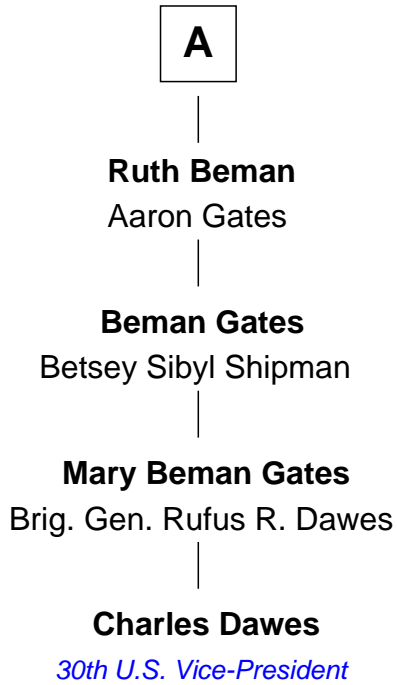 A
Ruth Beman
Aaron Gates
Beman Gates
Betsey Sibyl Shipman
Mary Beman Gates
Brig. Gen. Rufus R. Dawes
Charles Dawes
30th U.S. Vice-President